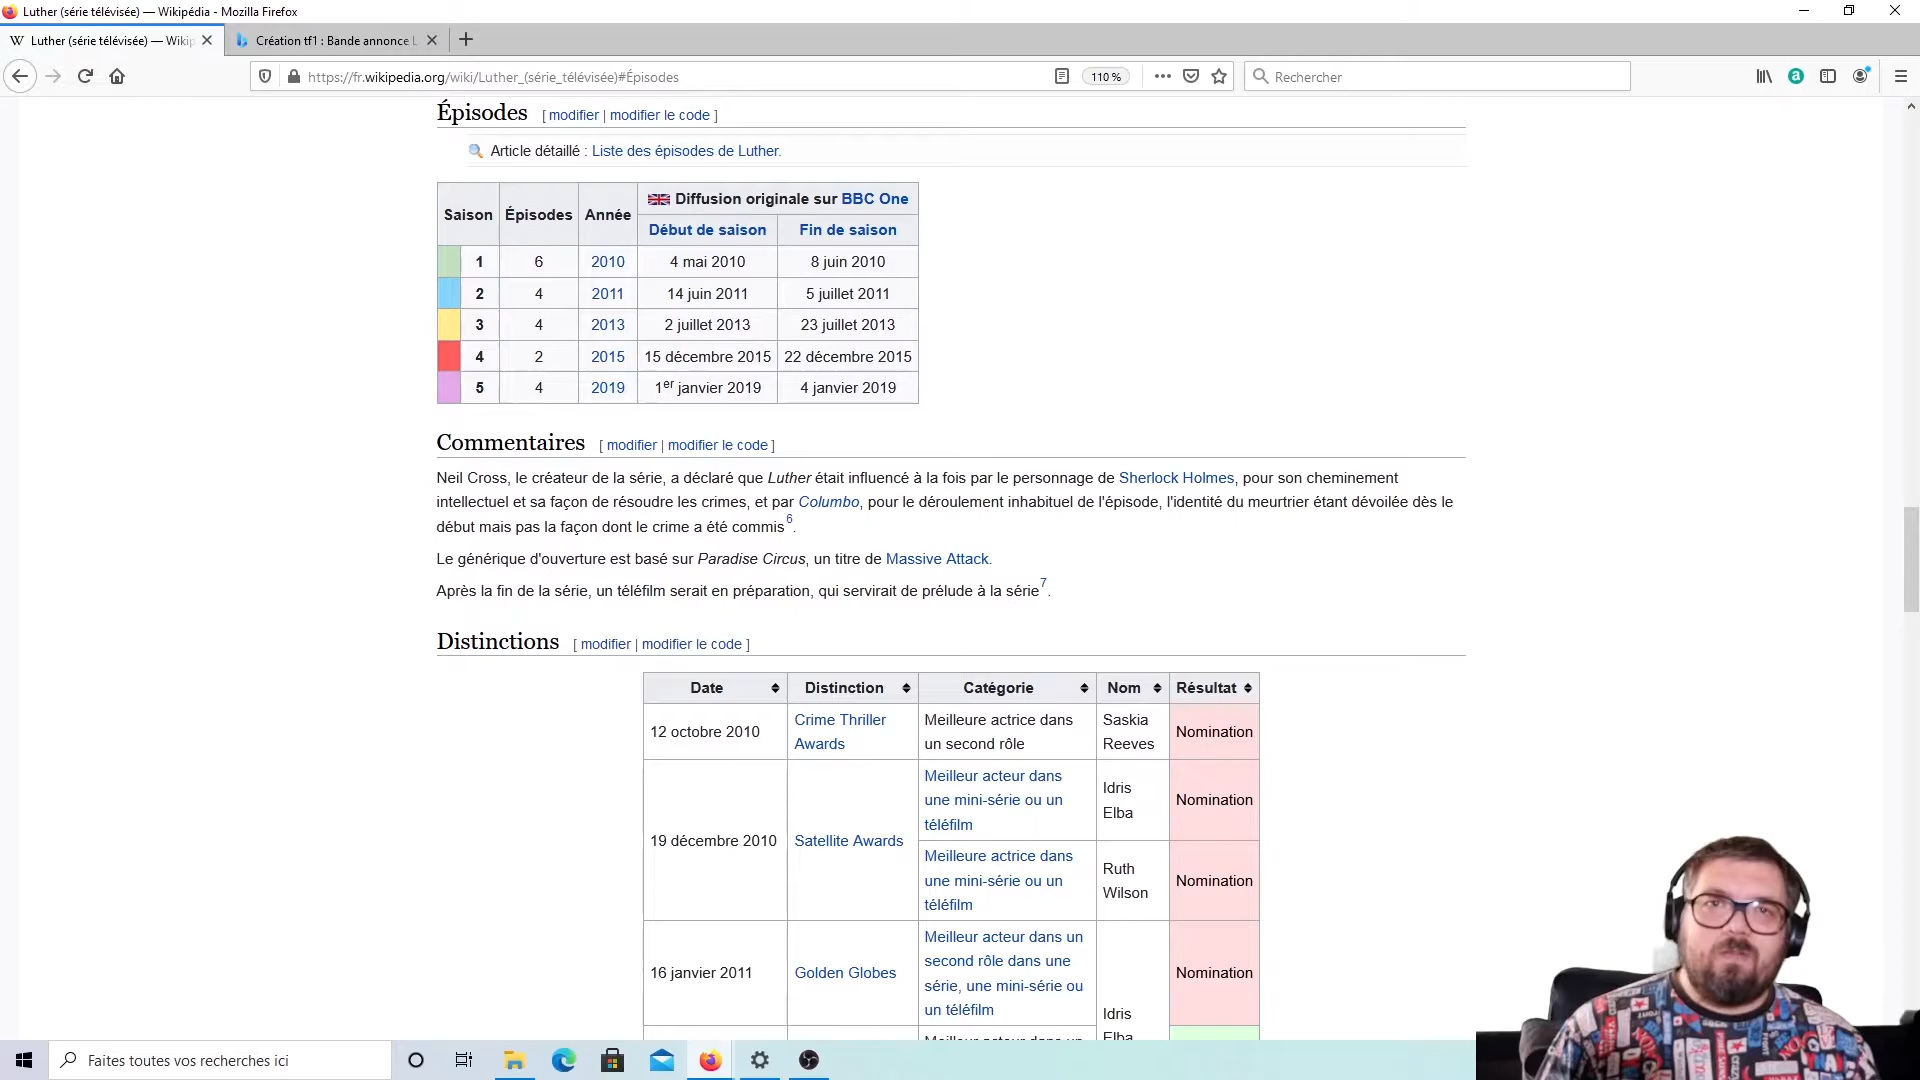 Luther (série télévisée) — Wikipédia - Mozilla Firefox
Luther (série télévisée) — Wikip
Création tf1 : Bande annonce L
https://fr.wikipedia.org/wiki/Luther_(série_télévisée)#Épisodes
110 %
Rechercher
Épisodes [ modifier | modifier le code ]
Article détaillé : Liste des épisodes de Luther.
Saison Épisodes Année Diffusion originale sur BBC One
Début de saison Fin de saison
1 6 2010 4 mai 2010 8 juin 2010
2 4 2011 14 juin 2011 5 juillet 2011
3 4 2013 2 juillet 2013 23 juillet 2013
4 2 2015 15 décembre 2015 22 décembre 2015
5 4 2019 1er janvier 2019 4 janvier 2019
Commentaires [ modifier | modifier le code ]
Neil Cross, le créateur de la série, a déclaré que Luther était influencé à la fois par le personnage de Sherlock Holmes, pour son cheminement
intellectuel et sa façon de résoudre les crimes, et par Columbo, pour le déroulement inhabituel de l'épisode, l'identité du meurtrier étant dévoilée dès le
début mais pas la façon dont le crime a été commis6.
Le générique d'ouverture est basé sur Paradise Circus, un titre de Massive Attack.
Après la fin de la série, un téléfilm serait en préparation, qui servirait de prélude à la série7.
Distinctions [ modifier | modifier le code ]
Date Distinction Catégorie Nom Résultat
12 octobre 2010
Crime Thriller
Awards
Meilleure actrice dans
un second rôle
Saskia
Reeves
Nomination
19 décembre 2010
Satellite Awards
Meilleur acteur dans
une mini-série ou un
téléfilm
Idris
Elba
Nomination
Meilleure actrice dans
une mini-série ou un
téléfilm
Ruth
Wilson
Nomination
16 janvier 2011
Golden Globes
Meilleur acteur dans un
second rôle dans une
série, une mini-série ou
un téléfilm
Nomination
Idris
Elba
Meilleur acteur dans un
Faites toutes vos recherches ici